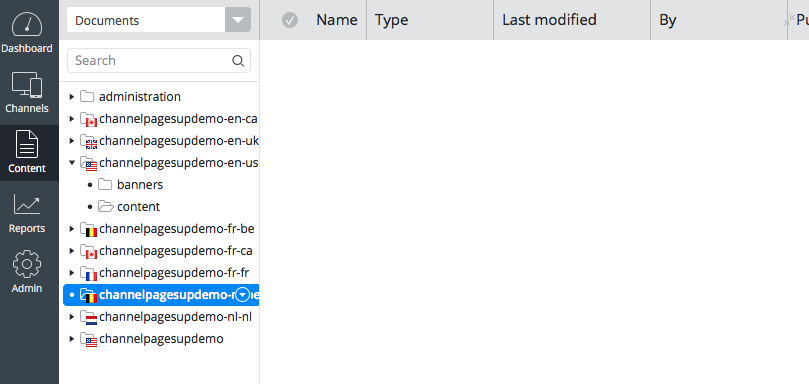 Dashboard
Channels
Content
Reports
Admin
Documents
Search
administration
channelpagesupdemo-en-ca
channelpagesupdemo-en-uk
channelpagesupdemo-en-us
banners
content
channelpagesupdemo-fr-be
channelpagesupdemo-fr-ca
channelpagesupdemo-fr-fr
channelpagesupdemo-
channelpagesupdemo-nl-nl
channelpagesupdemo
Name Type Last modified By Pu